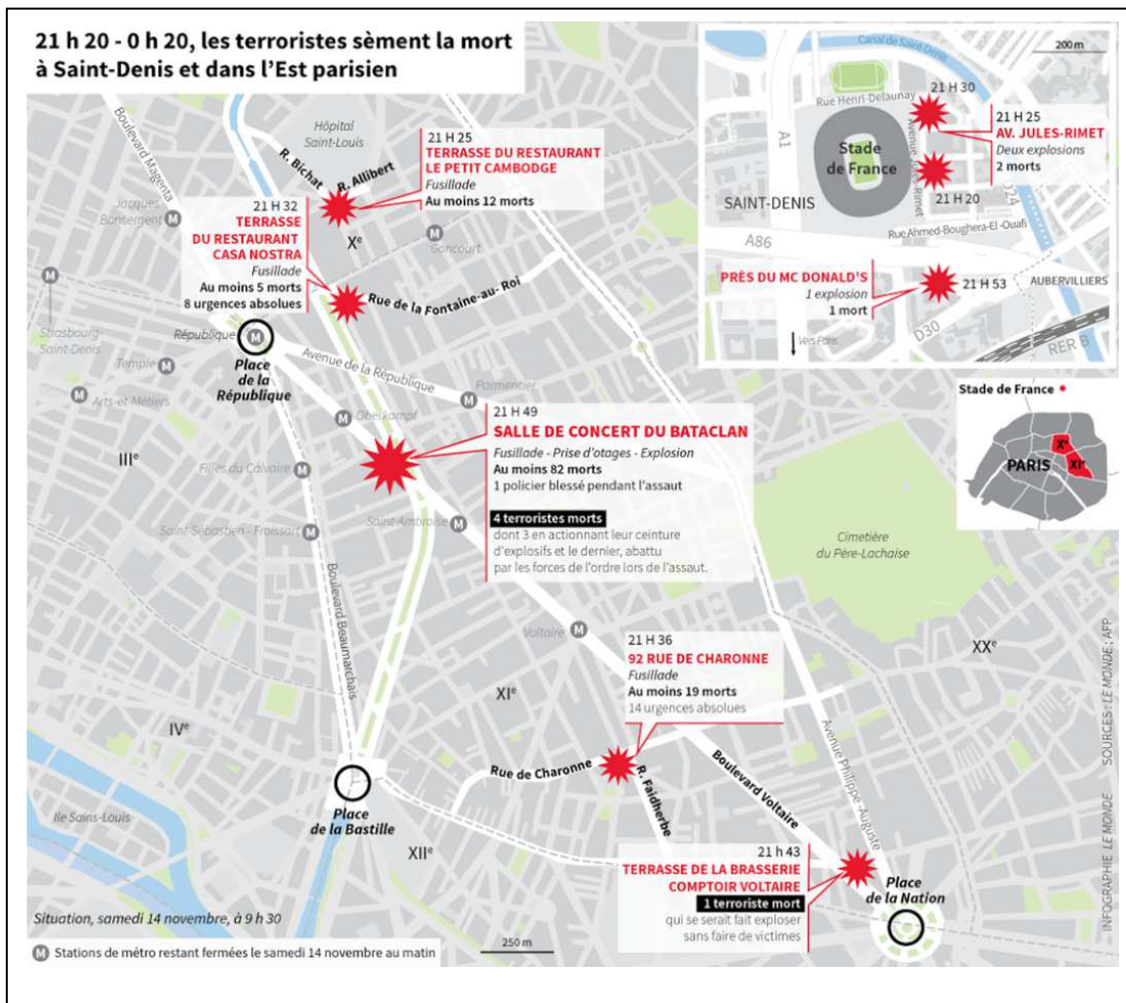 21 h 20 - 0 h 20, les terroristes sèment la mort
à Saint-Denis et dans l’Est parisien
Boulevard Magenta
Hôpital
Saint-Louis
R. Bichat
R. Alibert
21 H 25
TERRASSE DU RESTAURANT
LE PETIT CAMBODGE
Fusillade
Au moins 12 morts
Jacques
Bonsergent
21 H 32
TERRASSE
DU RESTAURANT
CASA NOSTRA
Fusillade
Au moins 5 morts
8 urgences absolues
Xe
Goncourt
Rue de la Fontaine-au- Roi
M
Strasbourg
Saint-Denis
République
M
Place
de la
République
Temple
M
Arts-et-Métiers
M
Avenue de la République
Parmentier
M
Oberkampf
M
IIIe
Filles du Calvaire
M
Saint-Sébastien - Froissart
M
21 H 49
SALLE DE CONCERT DU BATACLAN
Fusillade - Prise d’otages - Explosion
Au moins 82 morts
1 policier blessé pendant l’assaut
4 terroristes morts
dont 3 en actionnant leur ceinture
d’explosifs et le dernier, abattu
par les forces de l’ordre lors de l’assaut.
Saint-Ambroise
M
Boulevard Beaumarchais
Voltaire
M
Cimetière
du Père-Lachaise
XXe
21 H 36
92 RUE DE CHARONNE
Fusillade
Au moins 19 morts
14 urgences absolues
XIe
IVe
Rue de Charonne
R. Faidherbe
Boulevard Voltaire
Avenue Philippe-Auguste
Ile Sains-Louis
Place
de la Bastille
XIIe
21 h 43
TERRASSE DE LA BRASSERIE
COMPTOIR VOLTAIRE
1 terroriste mort
qui se serait fait exploser
sans faire de victimes
Place
de la Nation
Situation, samedi 14 novembre, à 9 h 30
M Stations de métro restant fermées le samedi 14 novembre au matin
250 m
200 m
Canal de Saint-Denis
Rue Henri-Delaunay
21 H 30
21 H 25
AV. JULES-RIMET
Deux explosions
2 morts
A1
Stade
de France
Avenue Jules-Rimet
21 H 20
D24
SAINT-DENIS
Rue Ahmed-Boughera-El-Ouafi
A86
PRÈS DU MC DONALD’S
1 explosion
1 mort
21 H 53
AUBERVILLIERS
D30
Vers Paris
RER B
Stade de France
PARIS
Xe
XIe
INFOGRAPHIE LE MONDE SOURCES : LE MONDE ; AFP